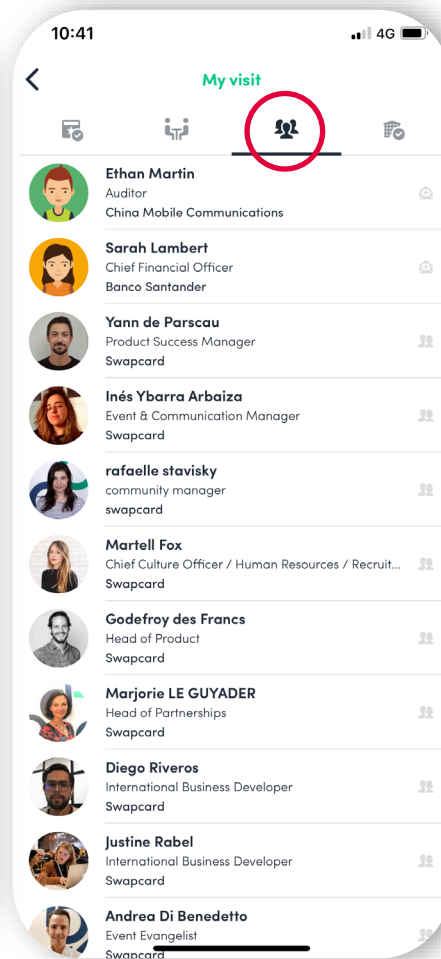 10:41
4G
My visit
Ethan Martin
Auditor
China Mobile Communications
Sarah Lambert
Chief Financial Officer
Banco Santander
Yann de Parscau
Product Success Manager
Swapcard
Inés Ybarra Arbaiza
Event & Communication Manager
Swapcard
rafaelle stavisky
community manager
swapcard
Martell Fox
Chief Culture Officer / Human Resources / Recruit...
Swapcard
Godefroy des Francs
Head of Product
Swapcard
Marjorie LE GUYADER
Head of Partnerships
Swapcard
Diego Riveros
International Business Developer
Swapcard
Justine Rabel
International Business Developer
Swapcard
Andrea Di Benedetto
Event Evangelist
Swapcard